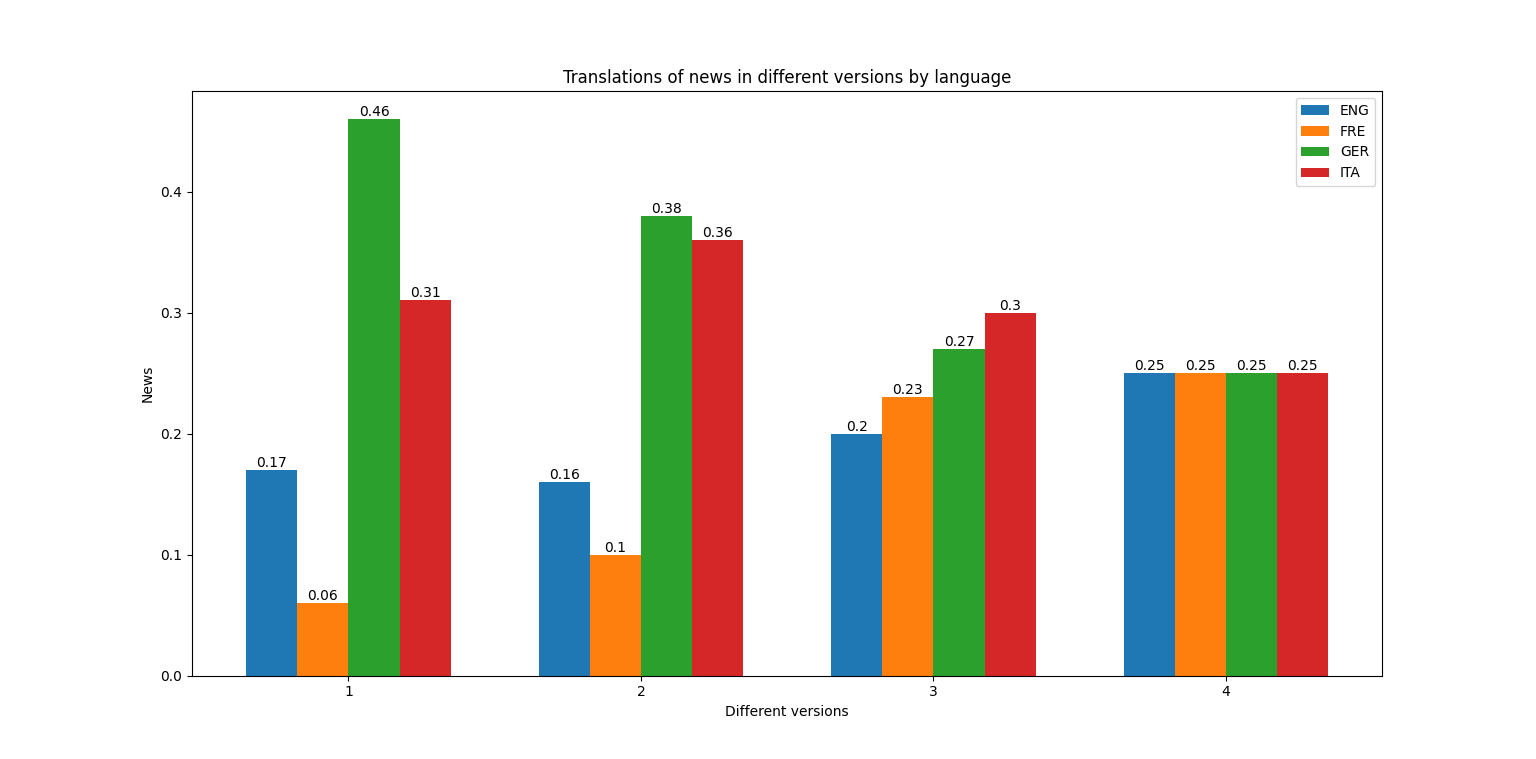 Translations of news in different versions by language
ENG
FRE
GER
ITA
0.46
0.38
0.36
0.31
0.3
0.27
0.25 0.25 0.25 0.25
0.23
0.2
0.17
0.16
0.1
0.06
News
0.4
0.3
0.2
0.1
0.0
1 2 3 4
Different versions